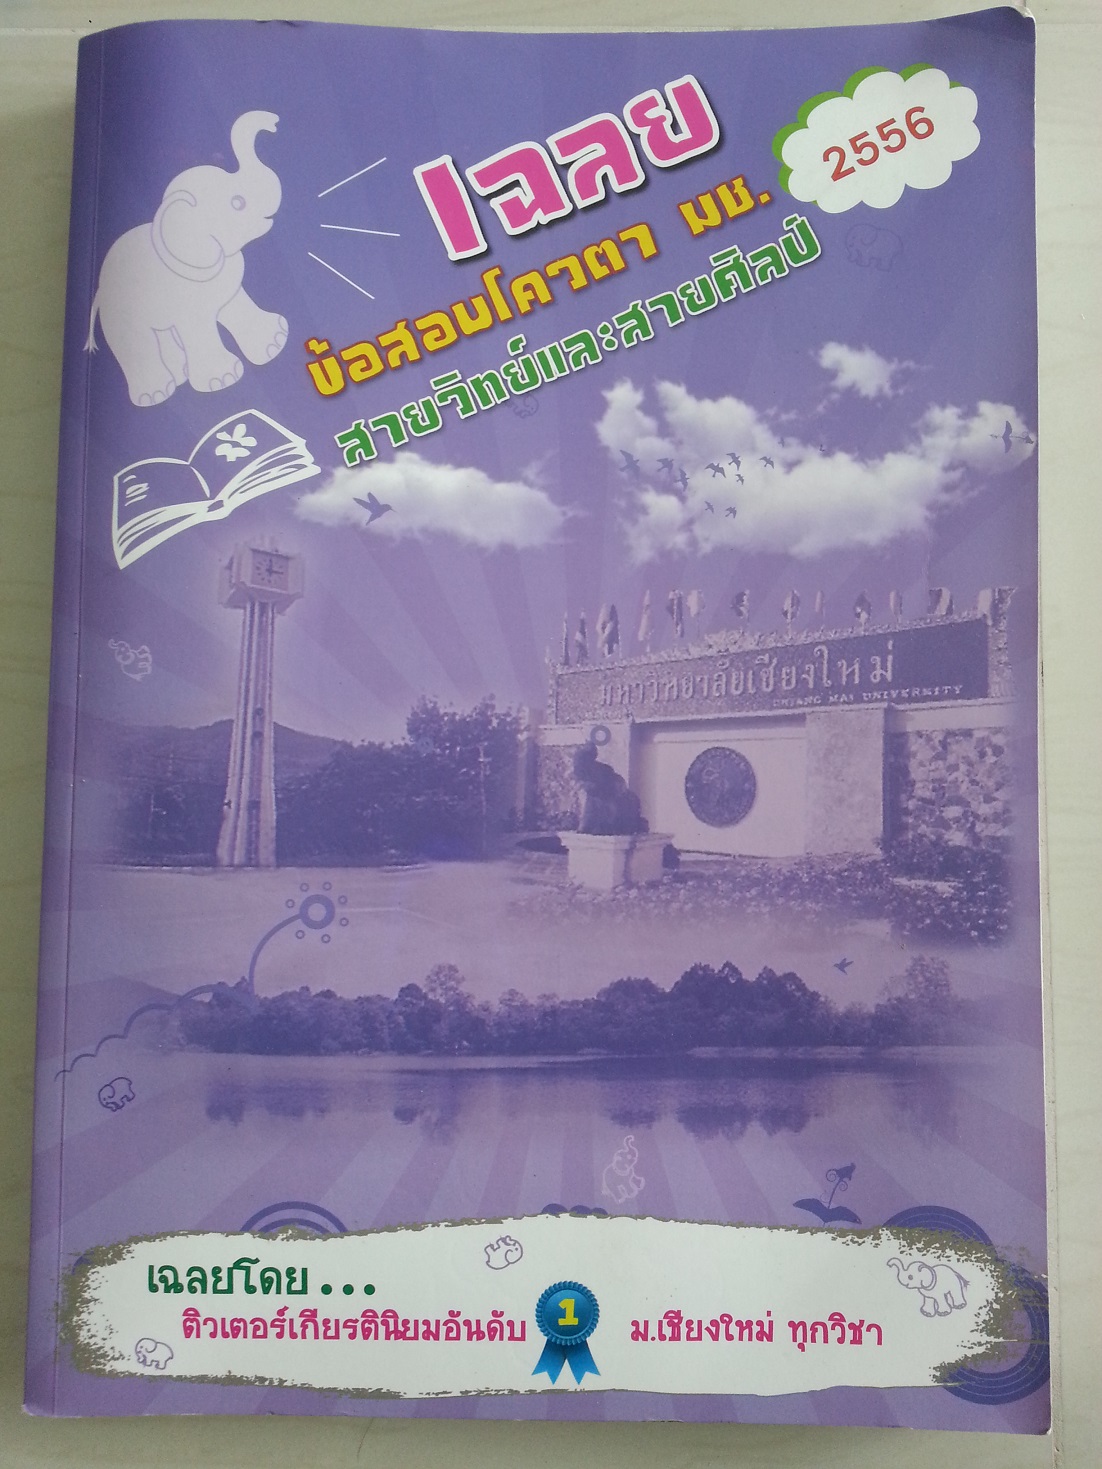 เฉลย
2556
ข้อสอบโควตา มช.
สายวิทย์และสายศิลป์
มหาวิทยาลัยเชียงใหม่
CHIANG MAI UNIVERSITY
เฉลยโดย...
ติวเตอร์เกียรตินิยมอันดับ 1 ม.เชียงใหม่ ทุกวิชา